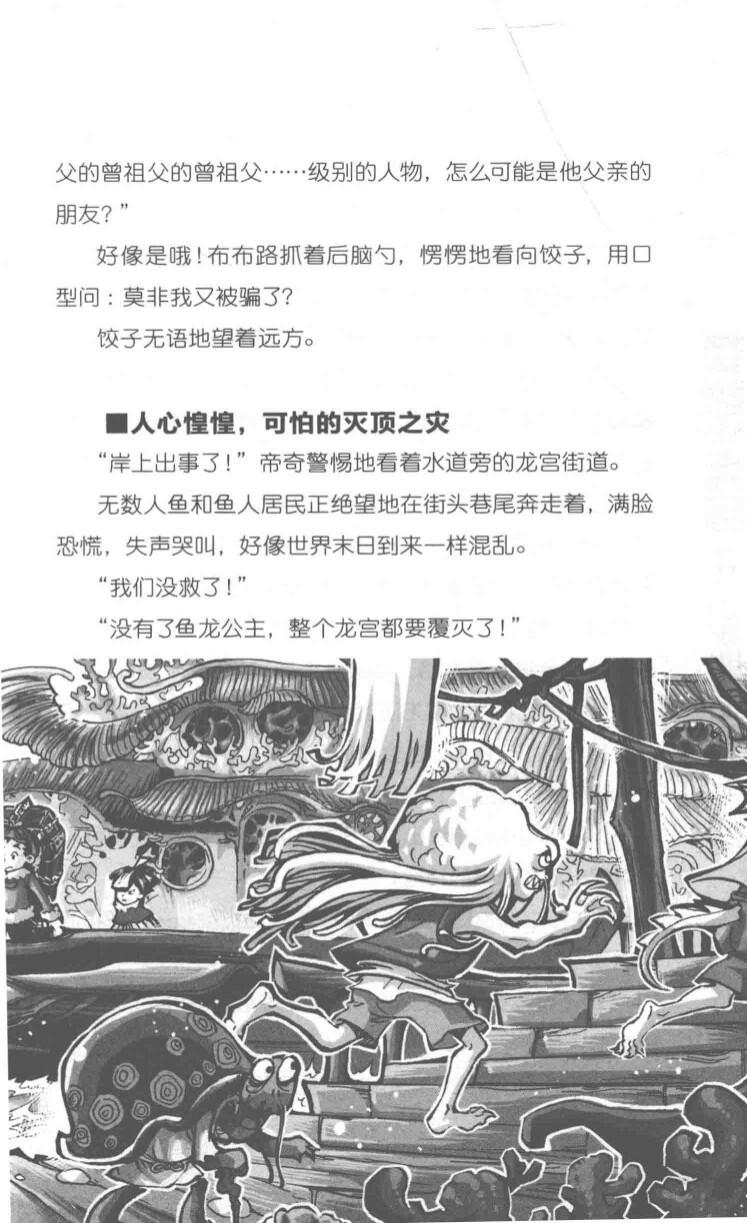 父的曾祖父的曾祖父……级别的人物，怎么可能是他父亲的
朋友？”
好像是哦！布布路抓着后脑勺，愣愣地看向饺子，用口
型问：莫非我又被骗了？
饺子无语地望着远方。
■人心惶惶，可怕的灭顶之灾
“岸上出事了！”帝奇警惕地看着水道旁的龙宫街道。
无数人鱼和鱼人居民正绝望地在街头巷尾奔走着，满脸
恐慌，失声哭叫，好像世界末日到来一样混乱。
“我们没救了！”
“没有了鱼龙公主，整个龙宫都要覆灭了！”